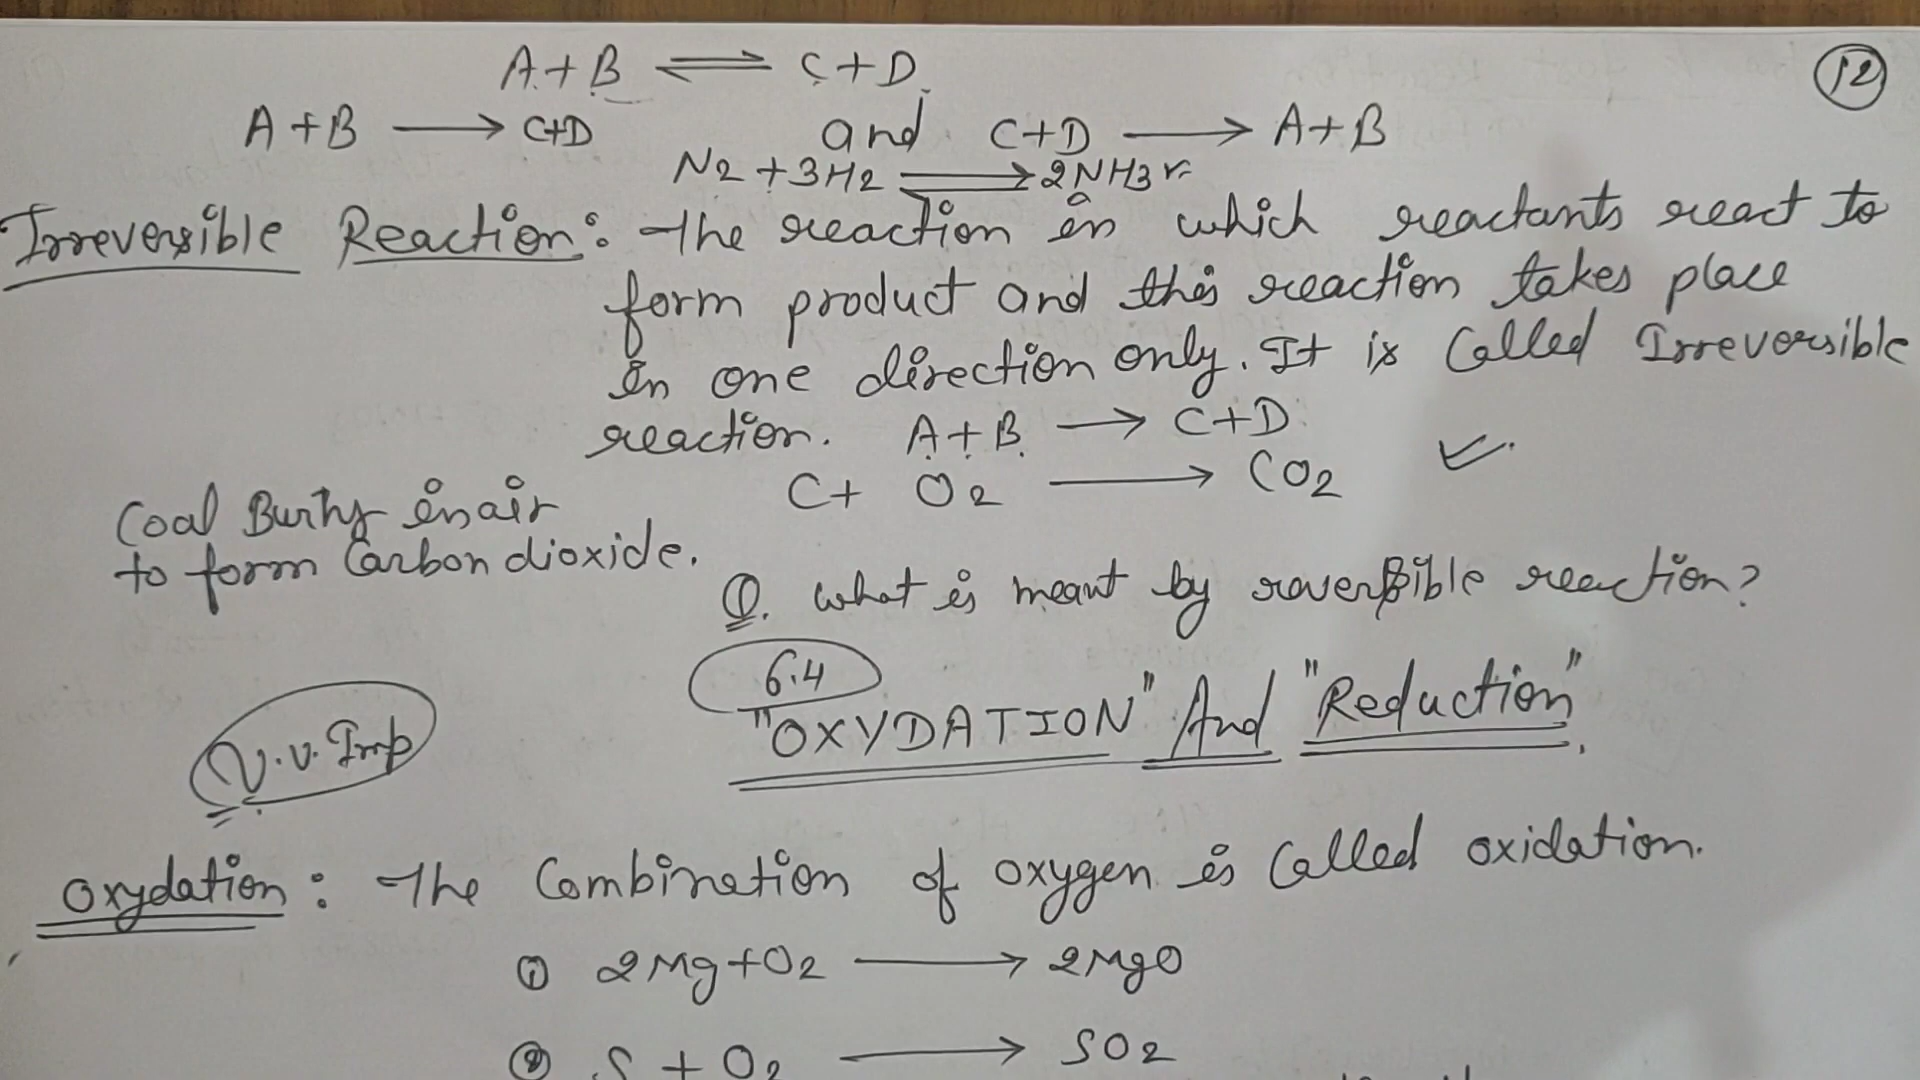 12
A+B ⇌ C+D
A+B ⟶ C+D and C+D ⟶ A+B
N2+3H2 ⇌ 2NH3
Irreversible Reaction: The reaction in which reactants react to
form product and this reaction takes place
in one direction only. It is Called Irreversible
reaction. A+B ⟶ C+D
C+ O2 ⟶ CO2
Coal in air
to form Carbon dioxide.
Q. what is meant by reversible reaction?
6.4
"OXYDATION" And "Reduction"
V.V. Imp
Oxydation: The Combination of oxygen is Called oxidation.
① 2Mg+O2 ⟶ 2MgO
② S + O2 ⟶ SO2